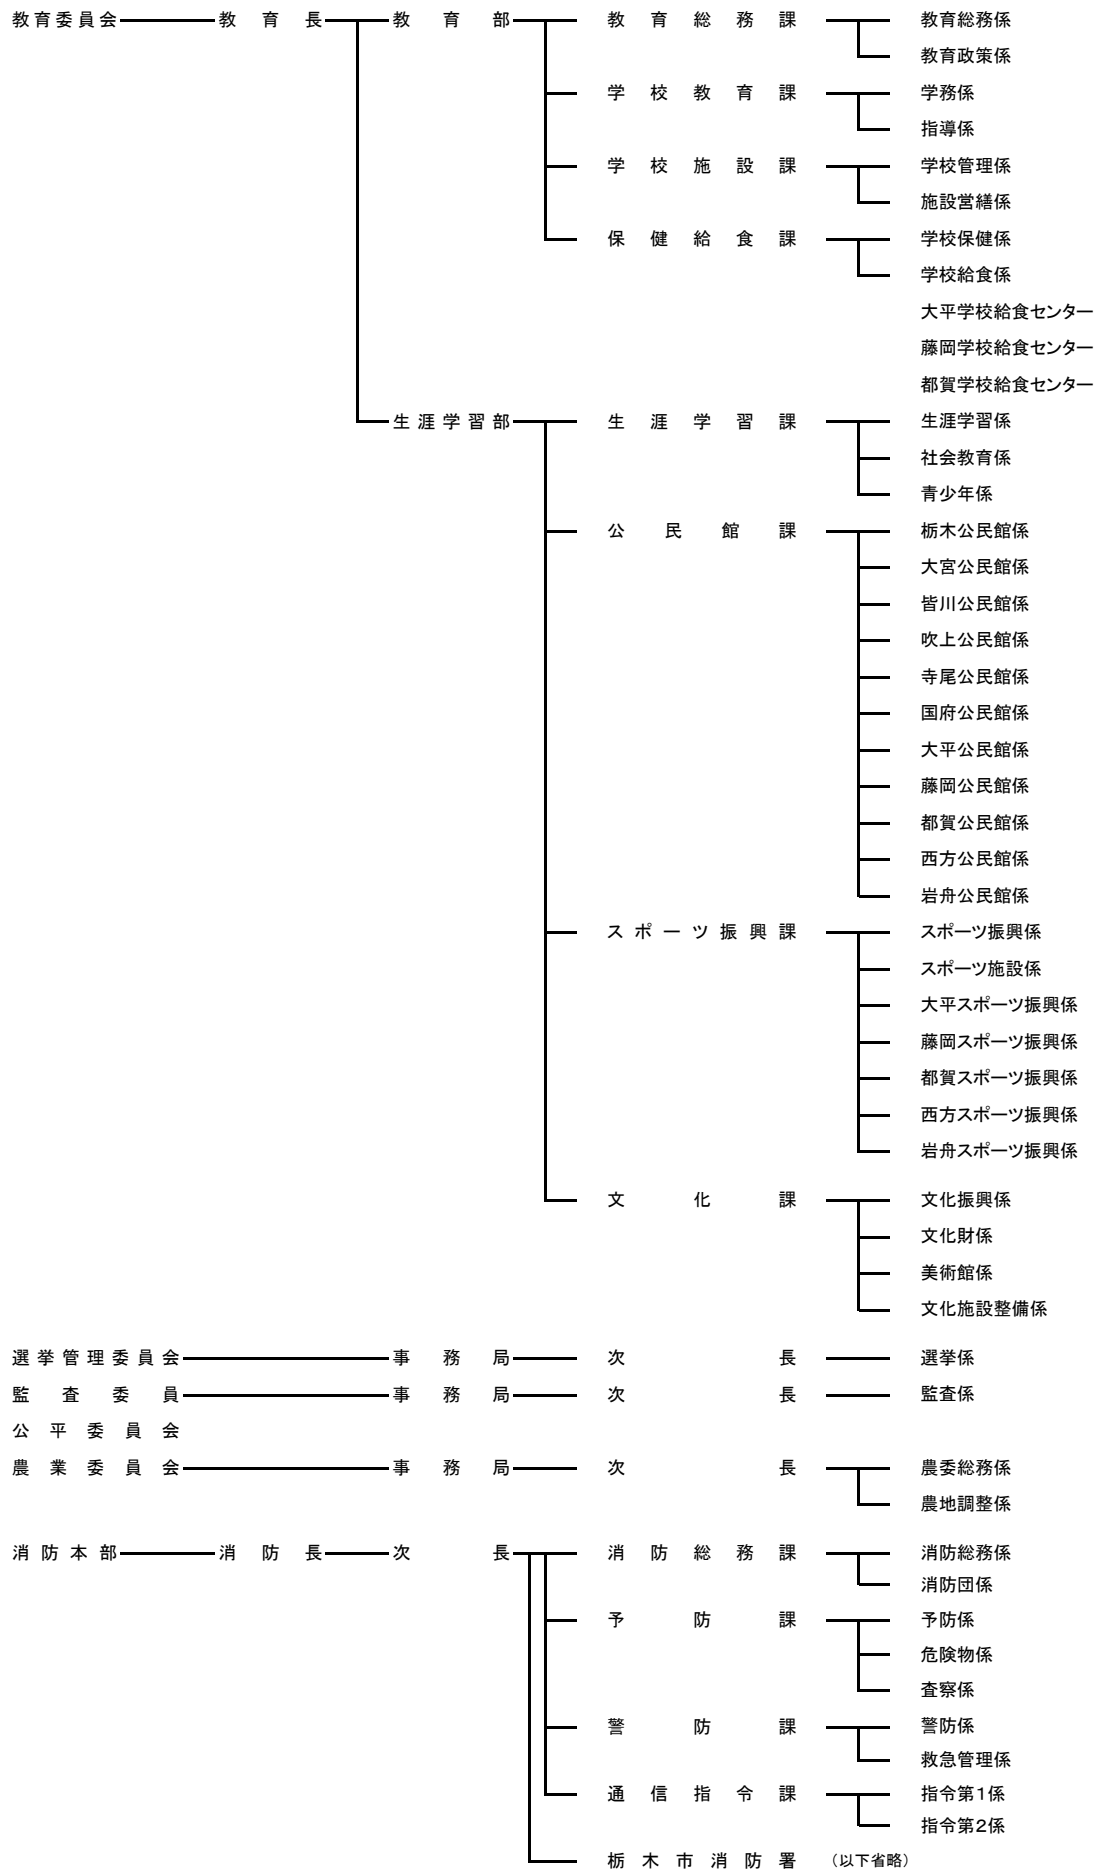 教育委員会 教育長 教育部 教育総務課 教育総務係
教育政策係
学校教育課 学務係
指導係
学校施設課 学校管理係
施設営繕係
保健給食課 学校保健係
学校給食係
大平学校給食センター
藤岡学校給食センター
都賀学校給食センター
生涯学習部 生涯学習課 生涯学習係
社会教育係
青少年係
公民館課 栃木公民館係
大宮公民館係
皆川公民館係
吹上公民館係
寺尾公民館係
国府公民館係
大平公民館係
藤岡公民館係
都賀公民館係
西方公民館係
岩舟公民館係
スポーツ振興課 スポーツ振興係
スポーツ施設係
大平スポーツ振興係
藤岡スポーツ振興係
都賀スポーツ振興係
西方スポーツ振興係
岩舟スポーツ振興係
文化課 文化振興係
文化財係
美術館係
文化施設整備係
選挙管理委員会 事務局 次長 選挙係
監査委員 事務局 次長 監査係
公平委員会
農業委員会 事務局 次長 農委総務係
農地調整係
消防本部 消防長 次長 消防総務課 消防総務係
消防団係
予防課 予防係
危険物係
査察係
警防課 警防係
救急管理係
通信指令課 指令第1係
指令第2係
栃木市消防署 (以下省略)